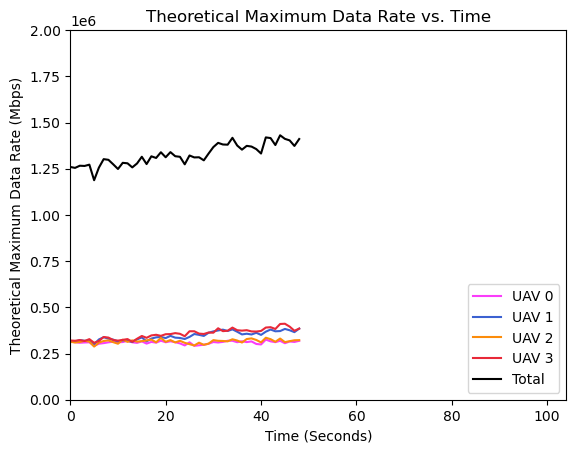 Theoretical Maximum Data Rate vs. Time
1e6
2.00
1.75
1.50
1.25
1.00
0.75
0.50
0.25
0.00
Theoretical Maximum Data Rate (Mbps)
UAV 0
UAV 1
UAV 2
UAV 3
Total
0 20 40 60 80 100
Time (Seconds)